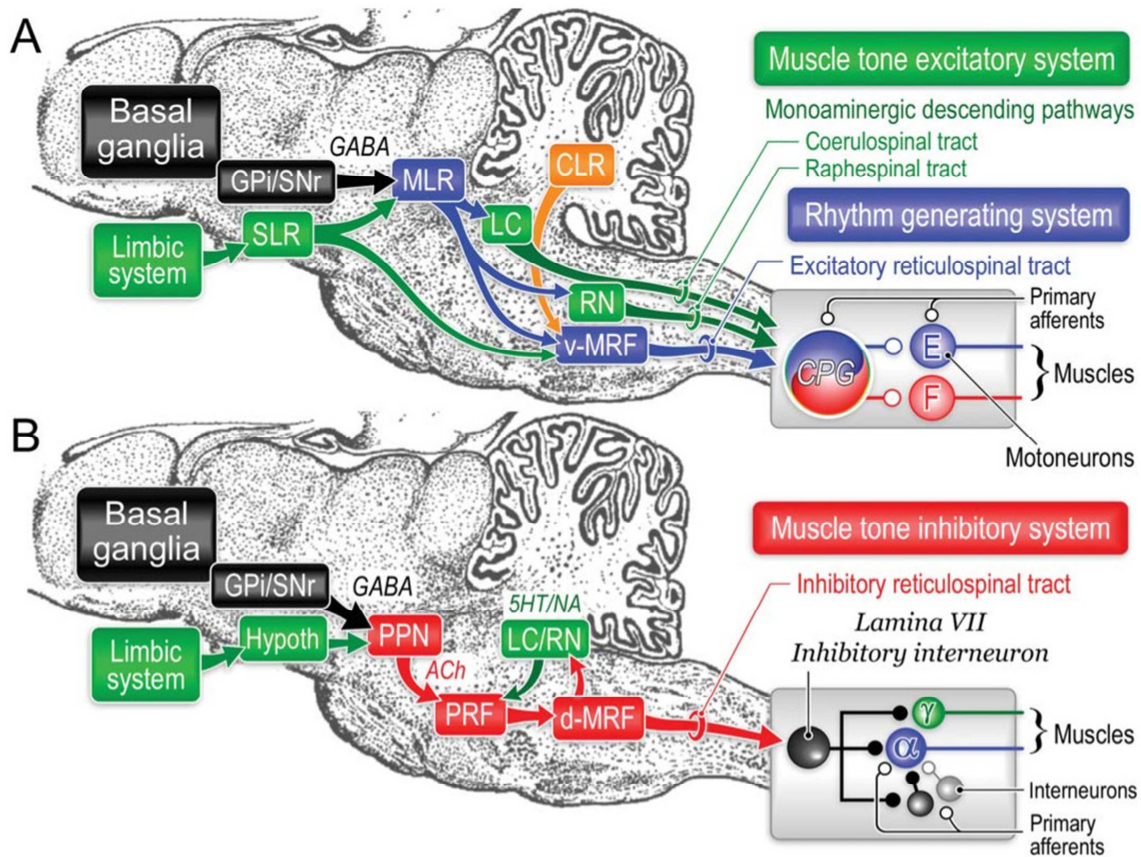 A
Basal
ganglia
GABA
GPi/SNr
MLR
CLR
Limbic
system
SLR
LC
RN
v-MRF
Muscle tone excitatory system
Monoaminergic descending pathways
Coerulospinal tract
Raphespinal tract
Rhythm generating system
Excitatory reticulospinal tract
Primary
afferents
CPG
E
F
Muscles
Motoneurons
B
Basal
ganglia
GPi/SNr
GABA
5HT/NA
Limbic
system
Hypoth
PPN
LC/RN
ACh
PRF
d-MRF
Muscle tone inhibitory system
Inhibitory reticulospinal tract
Lamina VII
Inhibitory interneuron
γ
α
Muscles
Interneurons
Primary
afferents